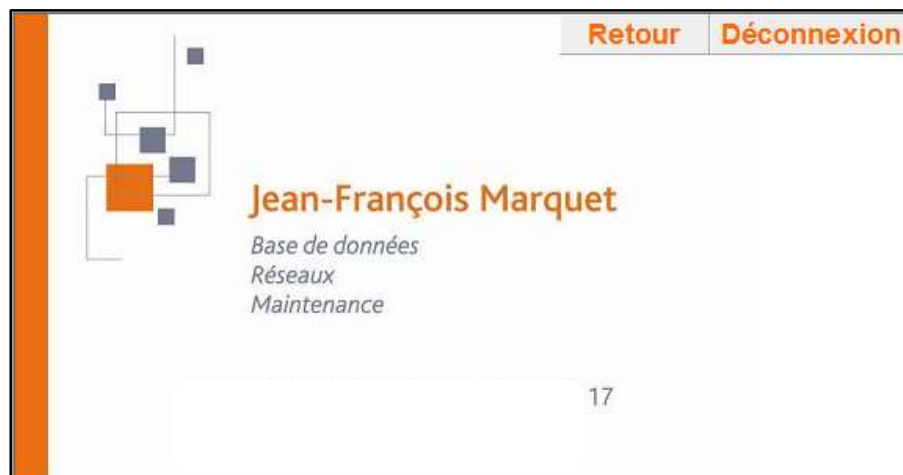 Retour Déconnexion
Jean-François Marquet
Base de données
Réseaux
Maintenance
17